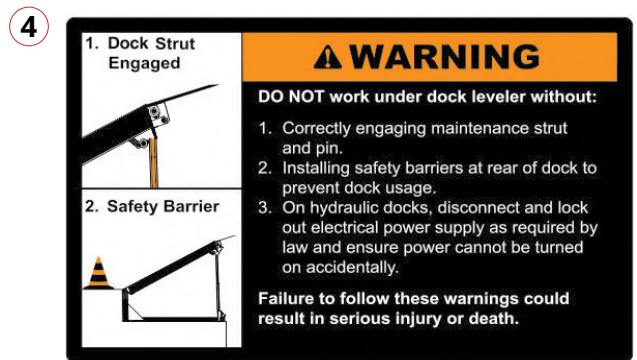 4
1. Dock Strut
Engaged
2. Safety Barrier
⚠ WARNING
DO NOT work under dock leveler without:
1. Correctly engaging maintenance strut
and pin.
2. Installing safety barriers at rear of dock to
prevent dock usage.
3. On hydraulic docks, disconnect and lock
out electrical power supply as required by
law and ensure power cannot be turned
on accidentally.
Failure to follow these warnings could
result in serious injury or death.